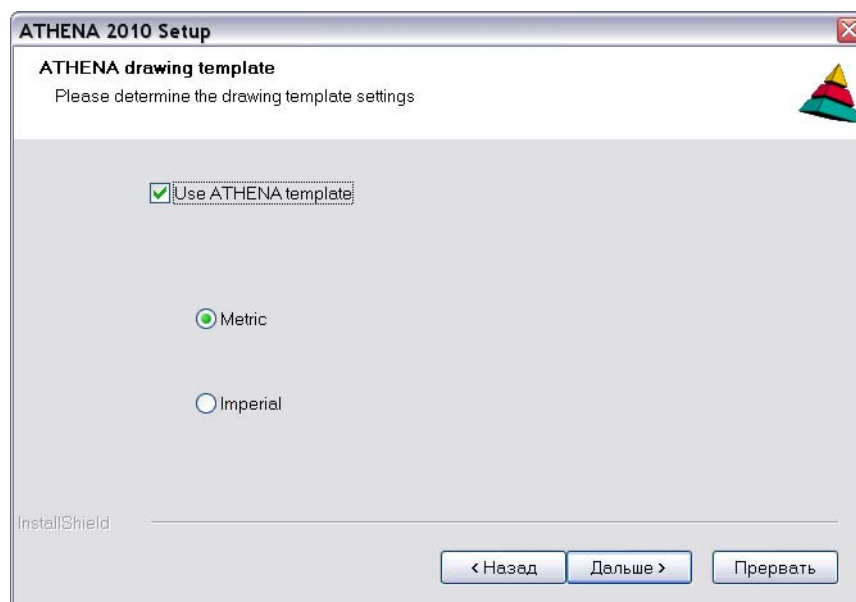 ATHENA 2010 Setup
ATHENA drawing template
Please determine the drawing template settings
Use ATHENA template
Metric
Imperial
InstallShield
< Назад Дальше > Прервать